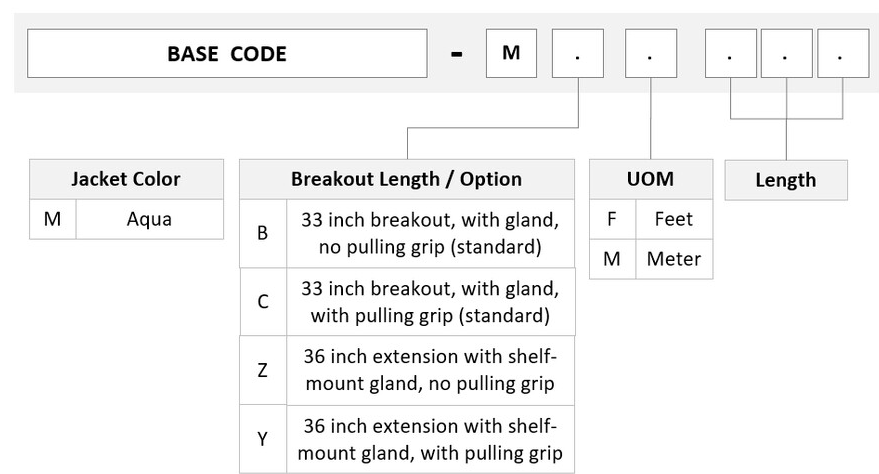 BASE CODE - M . . . . .
Jacket Color
M Aqua
Breakout Length / Option
B 33 inch breakout, with gland,
no pulling grip (standard)
C 33 inch breakout, with gland,
with pulling grip (standard)
Z 36 inch extension with shelf-
mount gland, no pulling grip
Y 36 inch extension with shelf-
mount gland, with pulling grip
UOM
F Feet
M Meter
Length